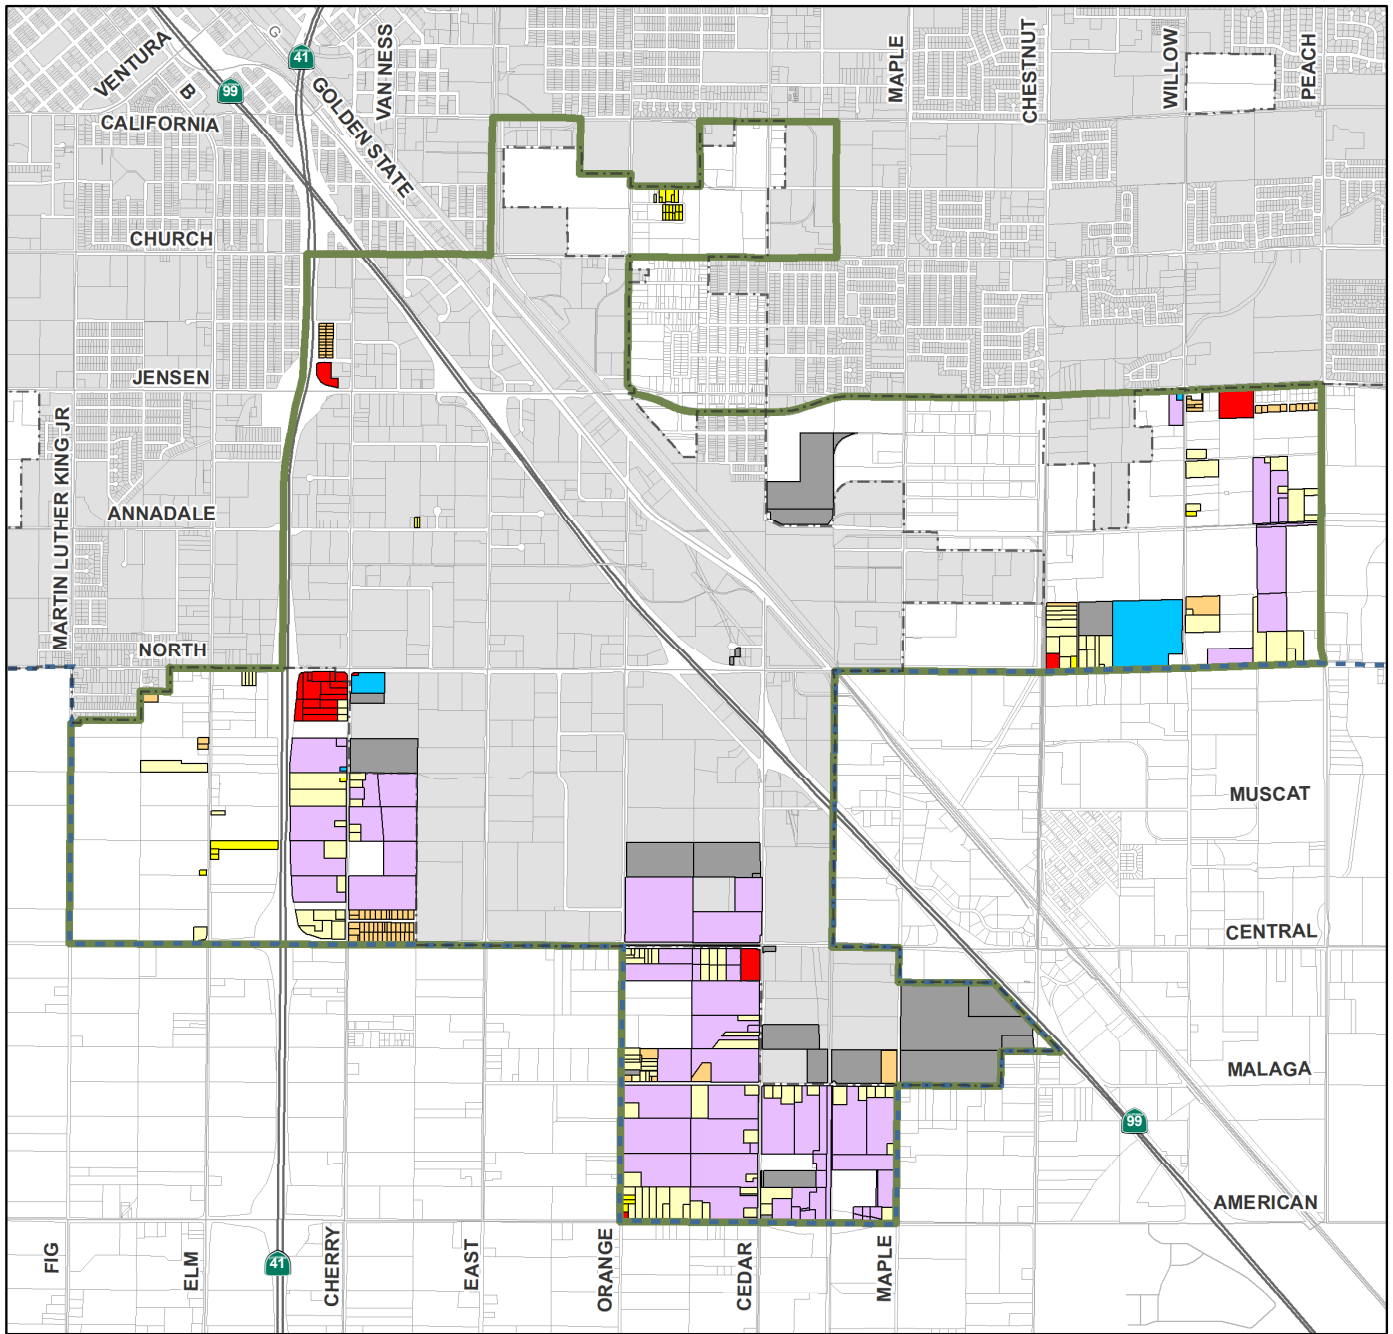 VENTURA
B
G
CALIFORNIA
99
41
GOLDEN STATE
VAN NESS
MAPLE
CHESTNUT
WILLOW
PEACH
CHURCH
JENSEN
MARTIN LUTHER KING JR
ANNADALE
NORTH
MUSCAT
CENTRAL
MALAGA
99
AMERICAN
FIG
ELM
41
CHERRY
EAST
ORANGE
CEDAR
MAPLE